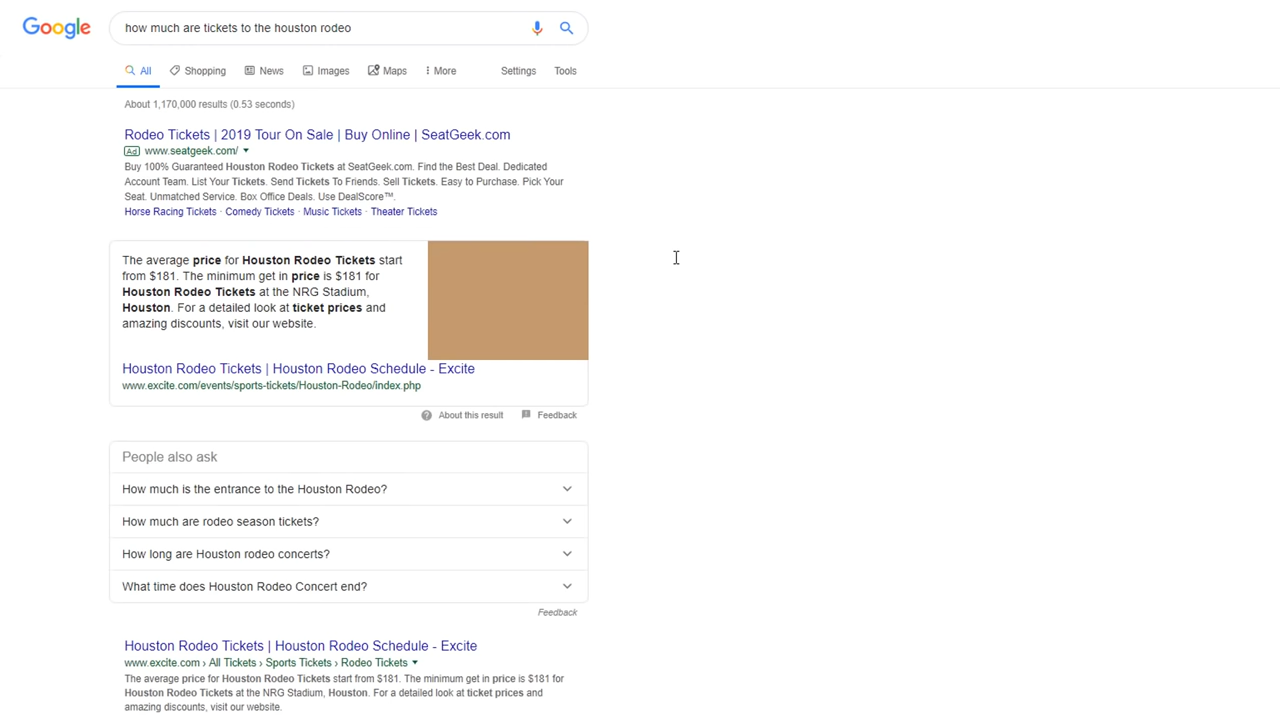 Google
how much are tickets to the houston rodeo
All
Shopping
News
Images
Maps
More
Settings
Tools
About 1,170,000 results (0.53 seconds)
Rodeo Tickets | 2019 Tour On Sale | Buy Online | SeatGeek.com
Ad www.seatgeek.com/
Buy 100% Guaranteed Houston Rodeo Tickets at SeatGeek.com. Find the Best Deal. Dedicated
Account Team. List Your Tickets. Send Tickets To Friends. Sell Tickets. Easy to Purchase. Pick Your
Seat. Unmatched Service. Box Office Deals. Use DealScore™.
Horse Racing Tickets · Comedy Tickets · Music Tickets · Theater Tickets
The average price for Houston Rodeo Tickets start
from $181. The minimum get in price is $181 for
Houston Rodeo Tickets at the NRG Stadium,
Houston. For a detailed look at ticket prices and
amazing discounts, visit our website.
Houston Rodeo Tickets | Houston Rodeo Schedule - Excite
www.excite.com/events/sports-tickets/Houston-Rodeo/index.php
About this result
Feedback
People also ask
How much is the entrance to the Houston Rodeo?
How much are rodeo season tickets?
How long are Houston rodeo concerts?
What time does Houston Rodeo Concert end?
Feedback
Houston Rodeo Tickets | Houston Rodeo Schedule - Excite
www.excite.com › All Tickets › Sports Tickets › Rodeo Tickets
The average price for Houston Rodeo Tickets start from $181. The minimum get in price is $181 for
Houston Rodeo Tickets at the NRG Stadium, Houston. For a detailed look at ticket prices and
amazing discounts, visit our website.